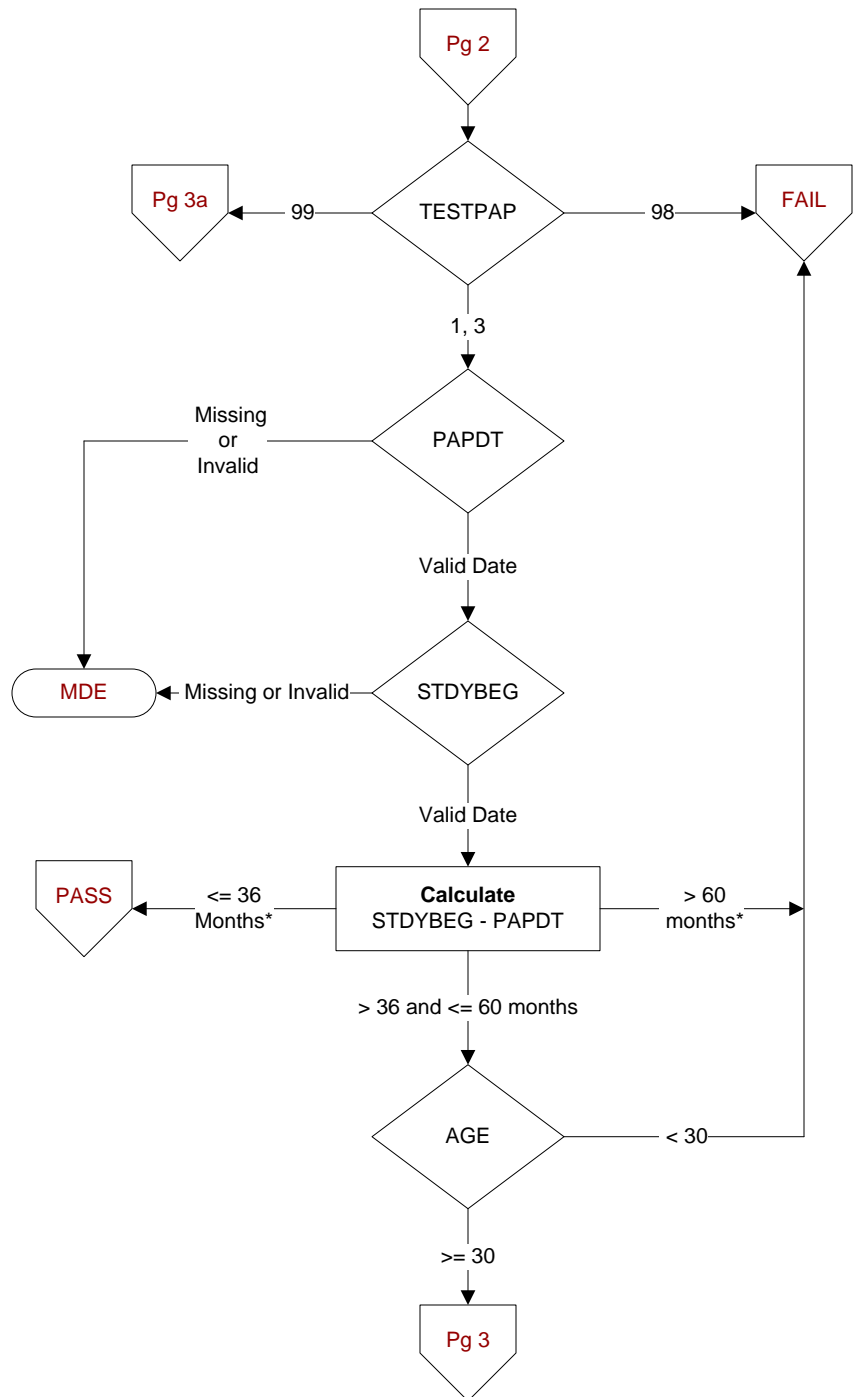 Pg 2
Pg 3a
99
TESTPAP
98
FAIL
1, 3
Missing
or
Invalid
PAPDT
Valid Date
MDE
Missing or Invalid
STDYBEG
Valid Date
PASS
<= 36
Months*
Calculate
STDYBEG - PAPDT
> 60
months*
> 36 and <= 60 months
AGE
< 30
>= 30
Pg 3